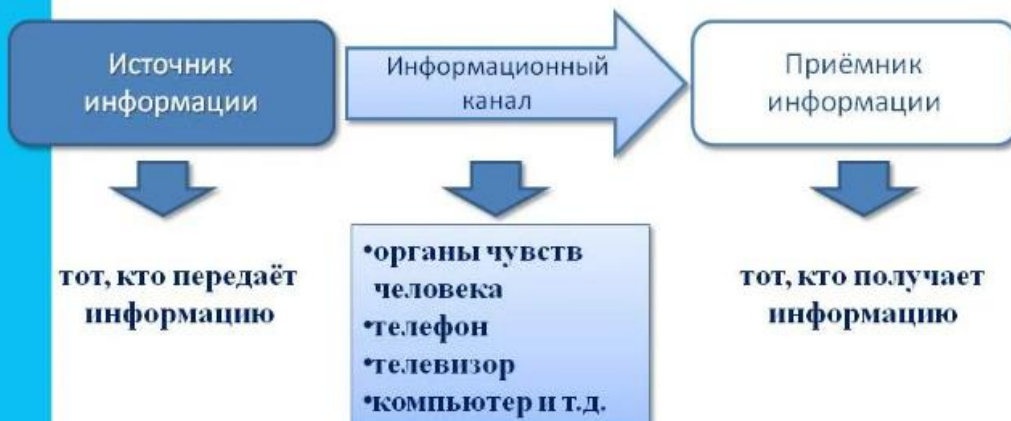 Источник
информации
Информационный
канал
Приёмник
информации
тот, кто передаёт
информацию
•органы чувств
человека
•телефон
•телевизор
•компьютер и т.д.
тот, кто получает
информацию